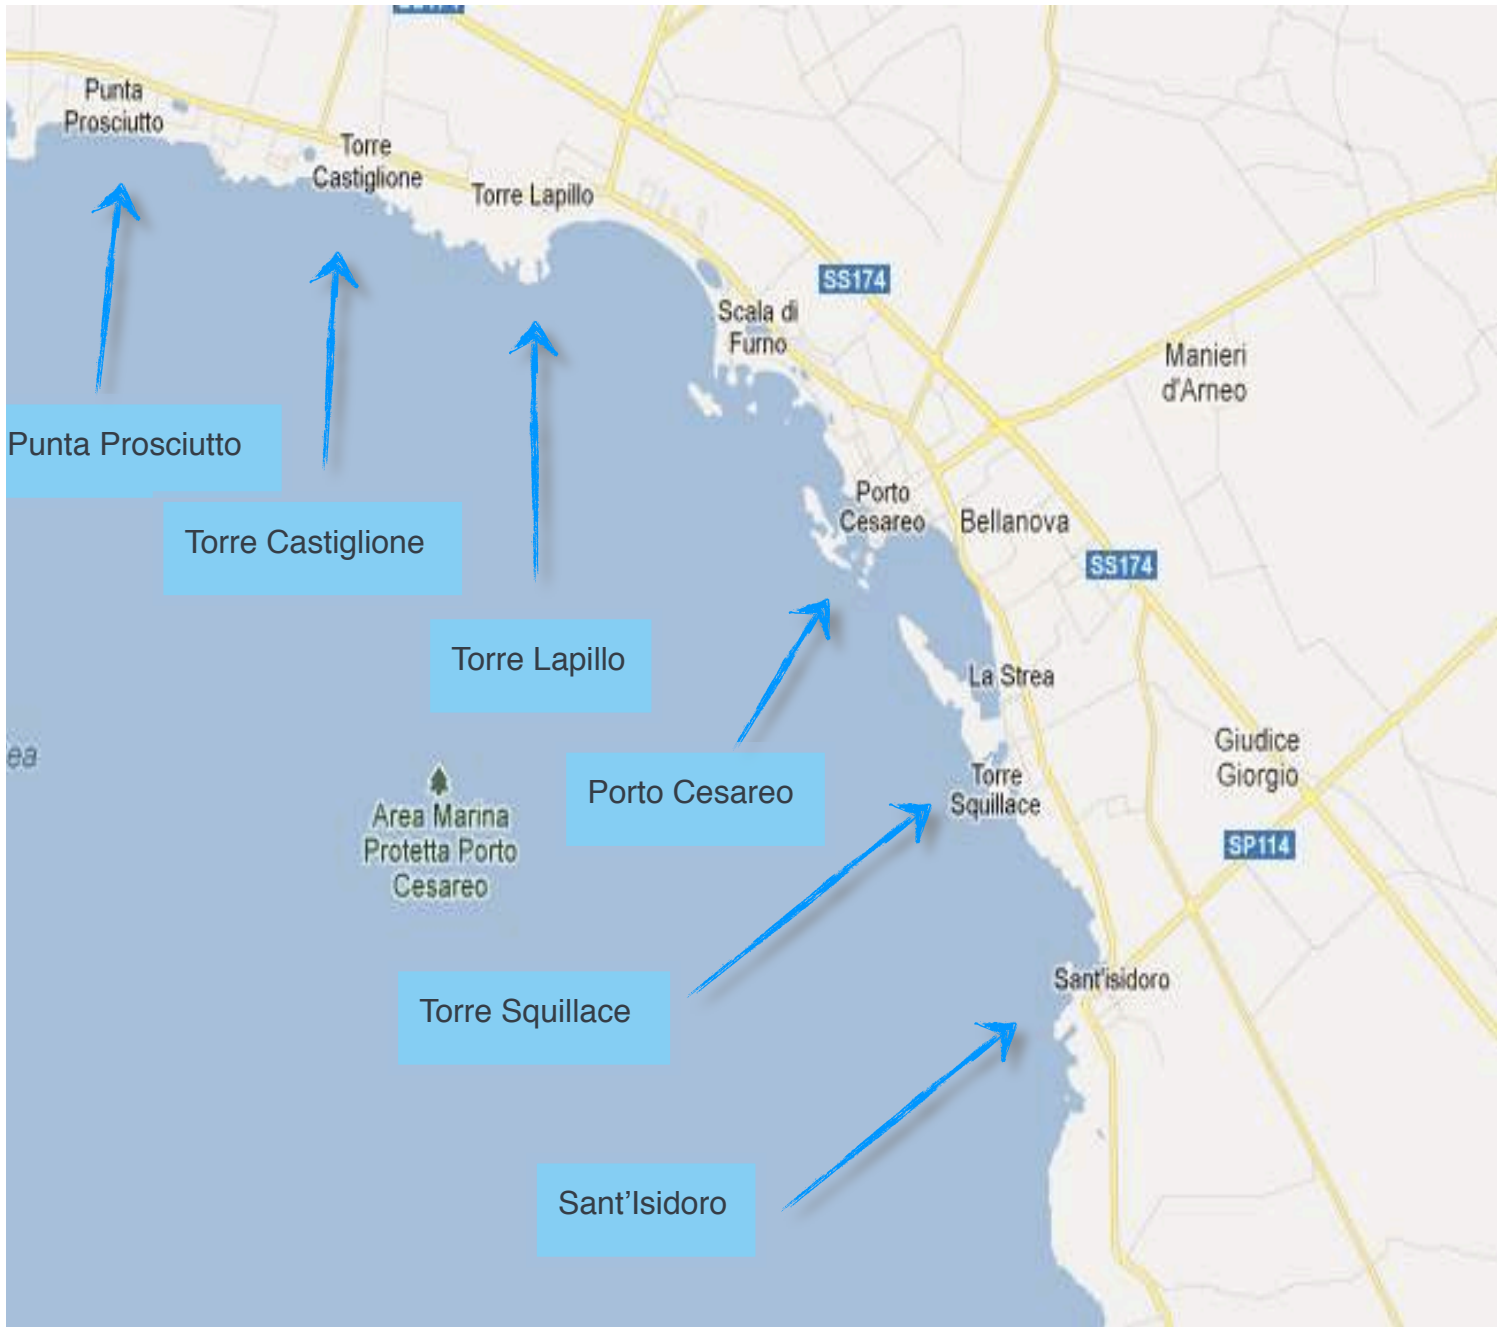 Punta
Prosciutto
Torre
Castiglione
Torre Lapillo
SS174
Scala di
Furno
Manieri
d'Arneo
Punta Prosciutto
Porto
Cesareo
Bellanova
Torre Castiglione
SS174
Torre Lapillo
La Strea
ea
Giudice
Giorgio
Porto Cesareo
Torre
Squillace
Area Marina
Protetta Porto
Cesareo
SP114
Sant'isidoro
Torre Squillace
Sant’Isidoro